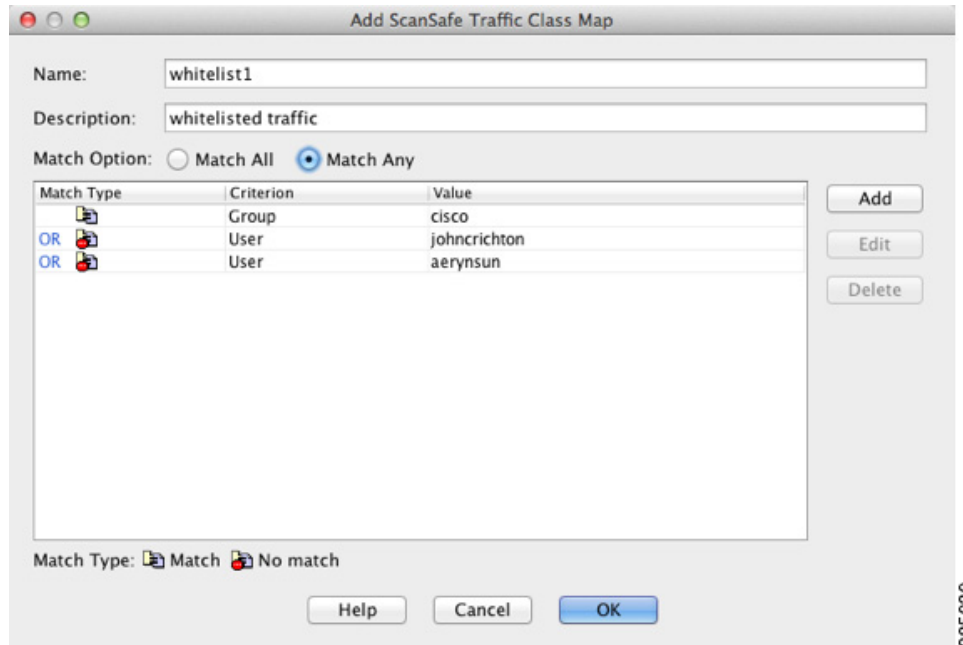 Add ScanSafe Traffic Class Map
Name: whitelist1
Description: whitelisted traffic
Match Option: Match All Match Any
Match Type Criterion Value
Group cisco
OR User johncrichton
OR User aerynsun
Add
Edit
Delete
Match Type: Match No match
Help Cancel OK